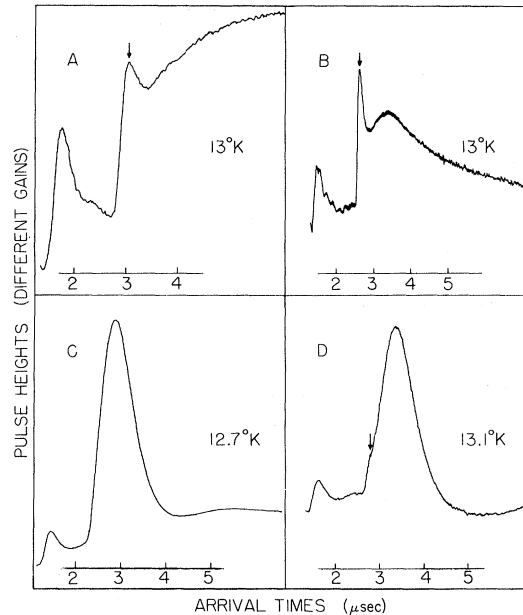 A
13°K
2 3 4
B
13°K
2 3 4 5
C
12.7°K
2 3 4 5
D
13.1°K
2 3 4 5
PULSE HEIGHTS (DIFFERENT GAINS)
ARRIVAL TIMES (μsec)